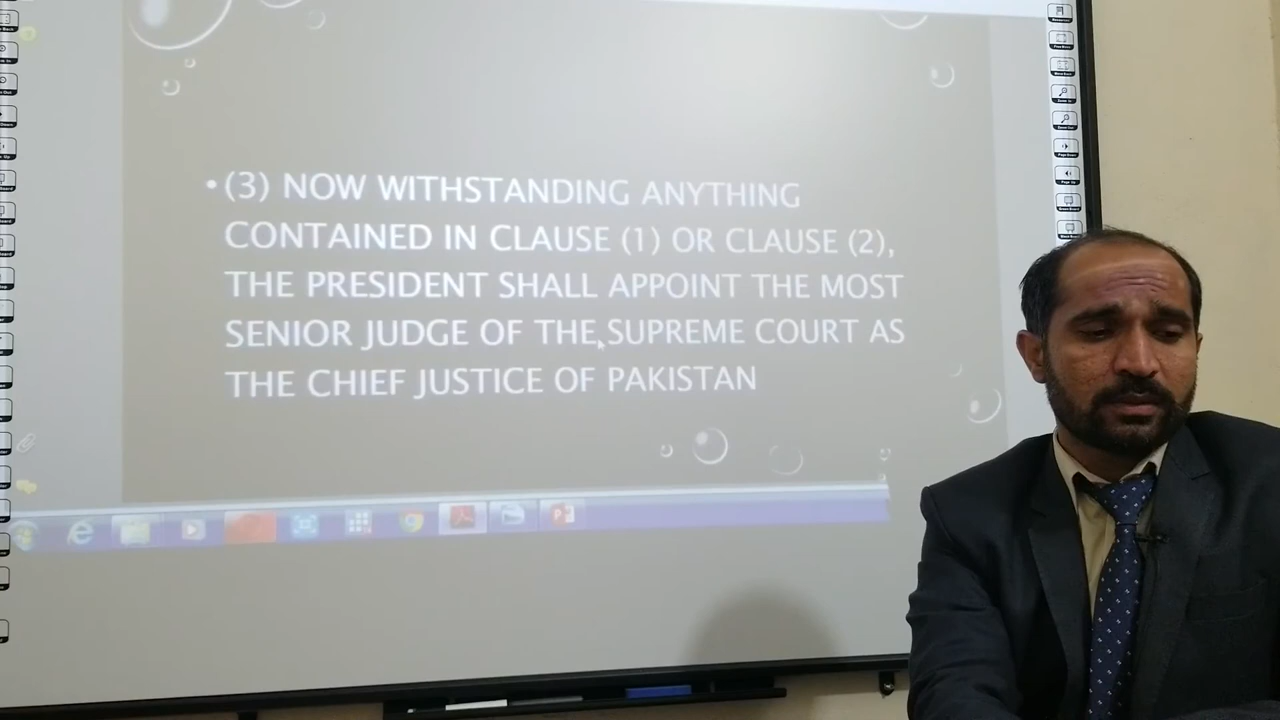 • (3) NOW WITHSTANDING ANYTHING
CONTAINED IN CLAUSE (1) OR CLAUSE (2),
THE PRESIDENT SHALL APPOINT THE MOST
SENIOR JUDGE OF THE SUPREME COURT AS
THE CHIEF JUSTICE OF PAKISTAN